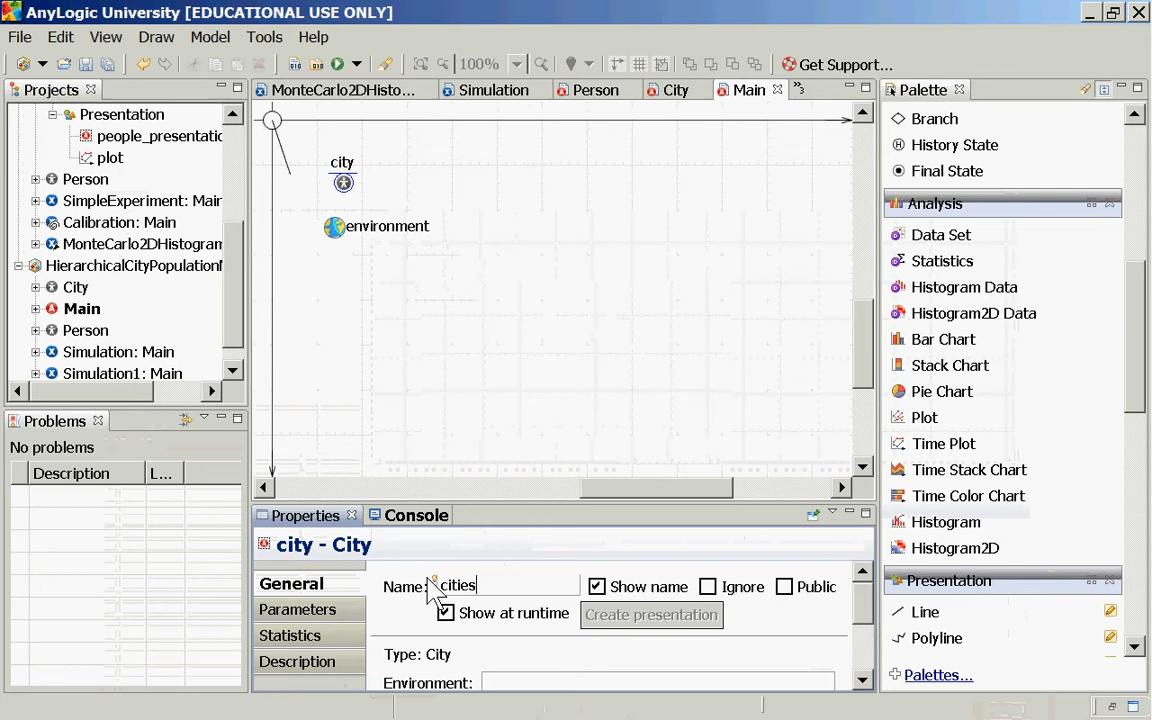 AnyLogic University [EDUCATIONAL USE ONLY]
File Edit View Draw Model Tools Help
100% Get Support...
Projects
Presentation
people_presentatic
plot
Person
SimpleExperiment: Mair
Calibration: Main
MonteCarlo2DHistogram
HierarchicalCityPopulation
City
Main
Person
Simulation: Main
Simulation1: Main
Problems
No problems
Description L...
MonteCarlo2DHisto... Simulation Person City Main »3
city
environment
Properties Console
city - City
General
Parameters
Statistics
Description
Name: cities Show name Ignore Public
Show at runtime Create presentation
Type: City
Environment:
Palette
Branch
History State
Final State
Analysis
Data Set
Statistics
Histogram Data
Histogram2D Data
Bar Chart
Stack Chart
Pie Chart
Plot
Time Plot
Time Stack Chart
Time Color Chart
Histogram
Histogram2D
Presentation
Line
Polyline
Palettes...